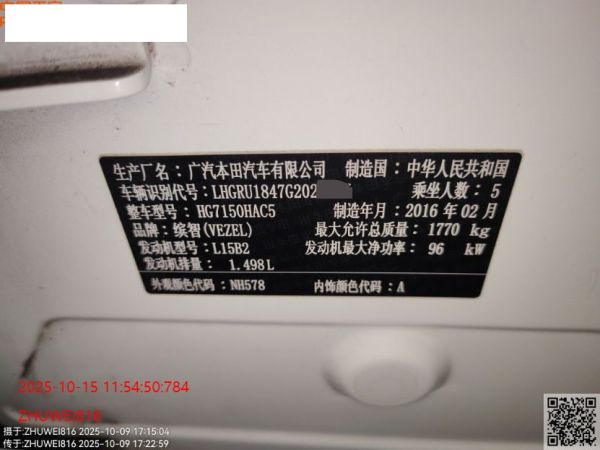 生产厂名：广汽本田汽车有限公司 制造国：中华人民共和国
车辆识别代号：LHGRU1847G202 乘坐人数：5
整车型号：HG7150HAC5 制造年月：2016年02月
品牌：缤智(VEZEL) 最大允许总质量：1770 kg
发动机型号：L15B2 发动机最大净功率：96 kW
发动机排量：1.498L
外观颜色代码：NH578 内饰颜色代码：A
2025-10-15 11:54:50:784
ZHUWEI816
摄于：ZHUWEI816 2025-10-09 17:15:04
传于：ZHUWEI816 2025-10-09 17:22:59